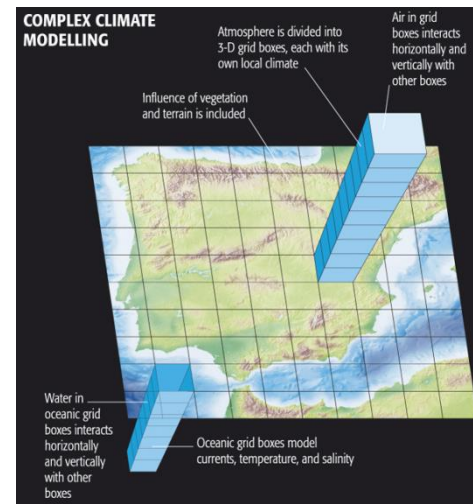 COMPLEX CLIMATE
MODELLING
Atmosphere is divided into
3-D grid boxes, each with its
own local climate
Air in grid
boxes interacts
horizontally and
vertically with
other boxes
Influence of vegetation
and terrain is included
Water in
oceanic grid
boxes interacts
horizontally
and vertically
with other
boxes
Oceanic grid boxes model
currents, temperature, and salinity